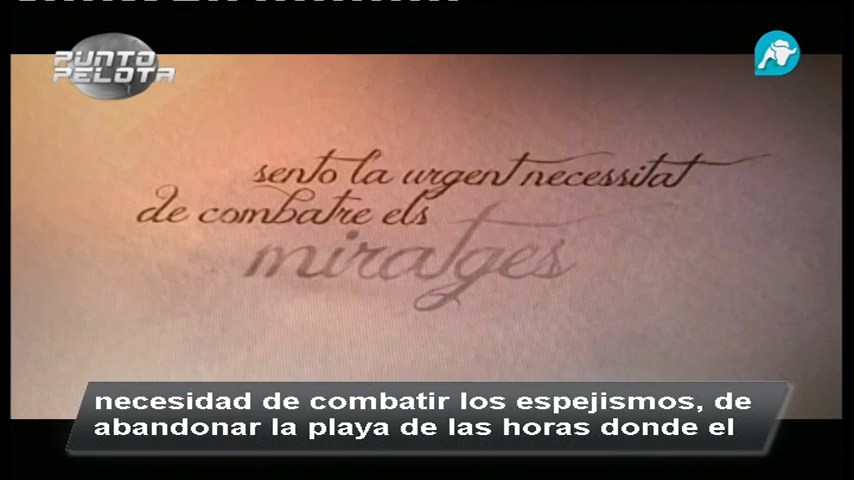 PUNTO
PELOTA
sento la urgent necessitat
de combatre els
miratges
necesidad de combatir los espejismos, de
abandonar la playa de las horas donde el